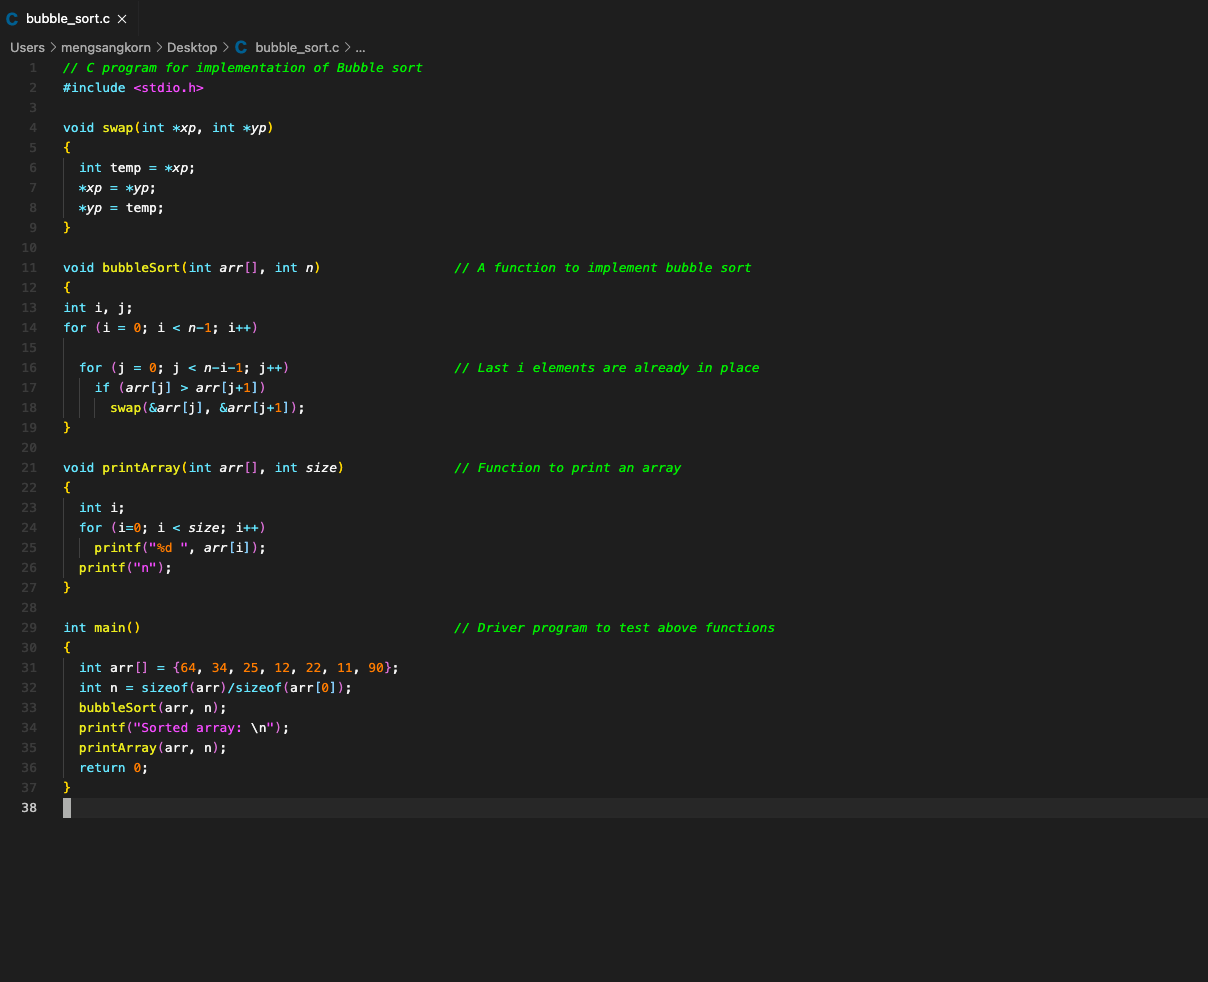 C bubble_sort.c ×
Users > mengsangkorn > Desktop > C bubble_sort.c > ...
1 // C program for implementation of Bubble sort
2 #include <stdio.h>
3
4 void swap(int *xp, int *yp)
5 {
6   int temp = *xp;
7   *xp = *yp;
8   *yp = temp;
9 }
10
11 void bubbleSort(int arr[], int n)                 // A function to implement bubble sort
12 {
13 int i, j;
14 for (i = 0; i < n-1; i++)
15
16   for (j = 0; j < n-i-1; j++)                     // Last i elements are already in place
17     if (arr[j] > arr[j+1])
18       swap(&arr[j], &arr[j+1]);
19 }
20
21 void printArray(int arr[], int size)              // Function to print an array
22 {
23   int i;
24   for (i=0; i < size; i++)
25     printf("%d ", arr[i]);
26   printf("n");
27 }
28
29 int main()                                        // Driver program to test above functions
30 {
31   int arr[] = {64, 34, 25, 12, 22, 11, 90};
32   int n = sizeof(arr)/sizeof(arr[0]);
33   bubbleSort(arr, n);
34   printf("Sorted array: \n");
35   printArray(arr, n);
36   return 0;
37 }
38